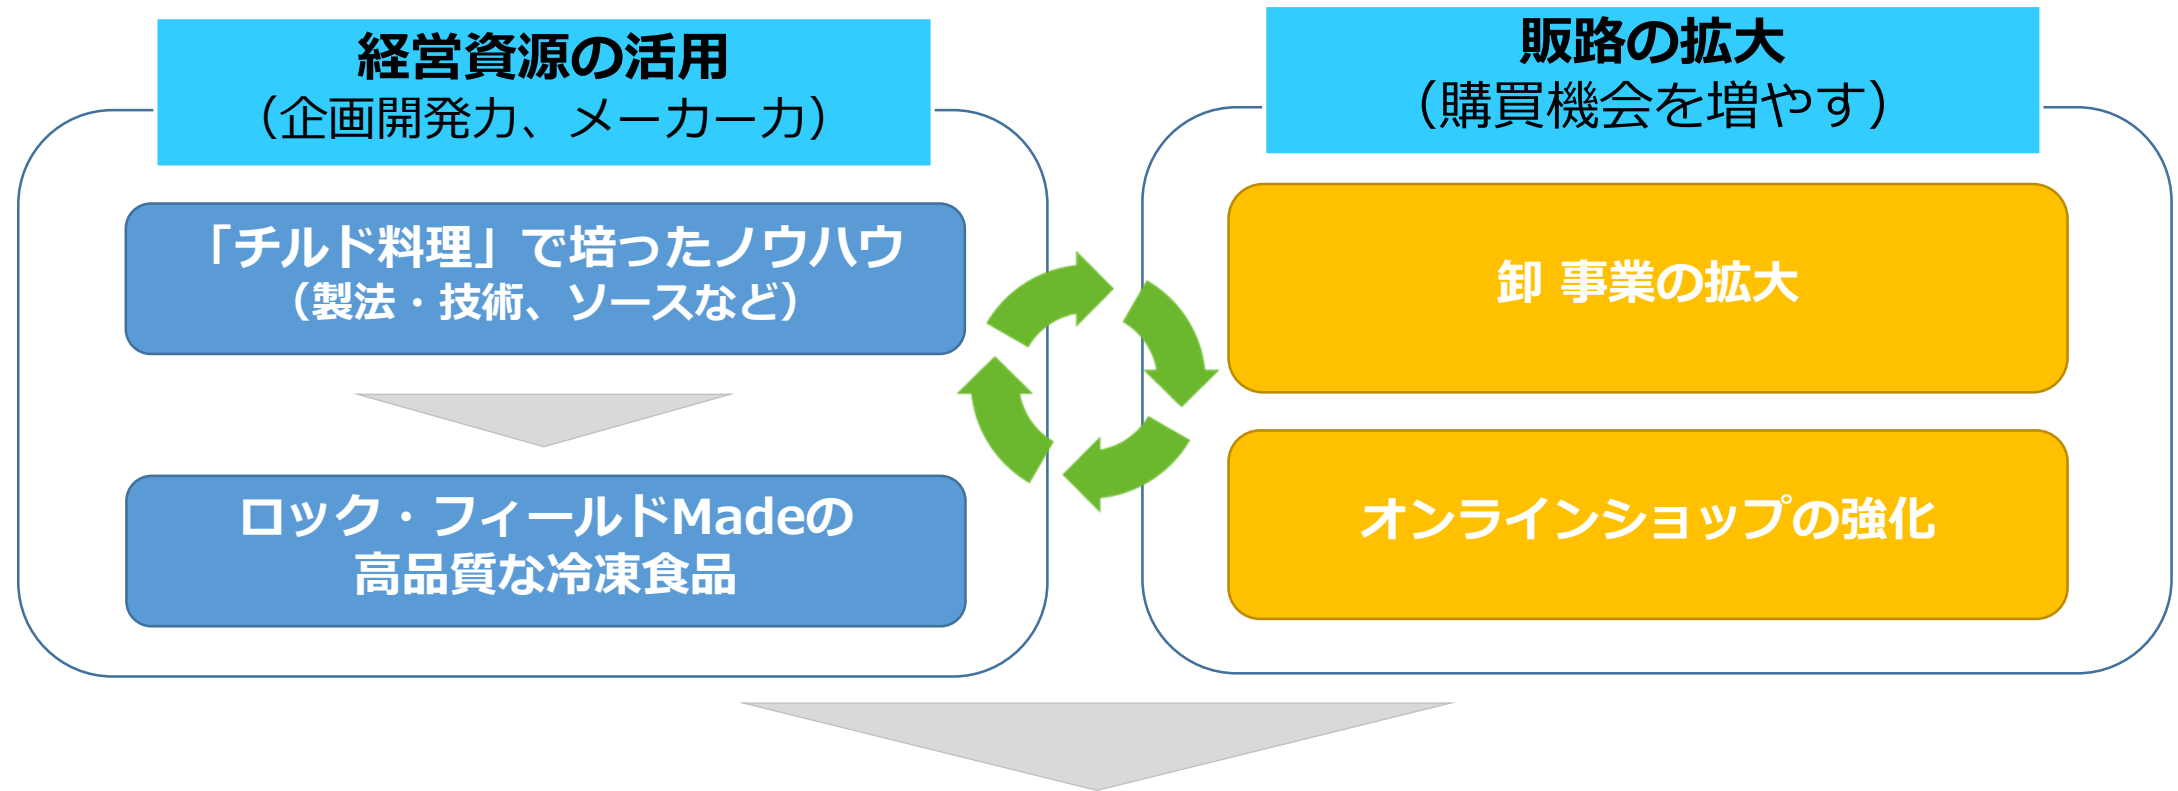 経営資源の活用
（企画開発力、メーカー力）
「チルド料理」で培ったノウハウ
（製法・技術、ソースなど）
ロック・フィールドMadeの
高品質な冷凍食品
販路の拡大
（購買機会を増やす）
卸 事業の拡大
オンラインショップの強化